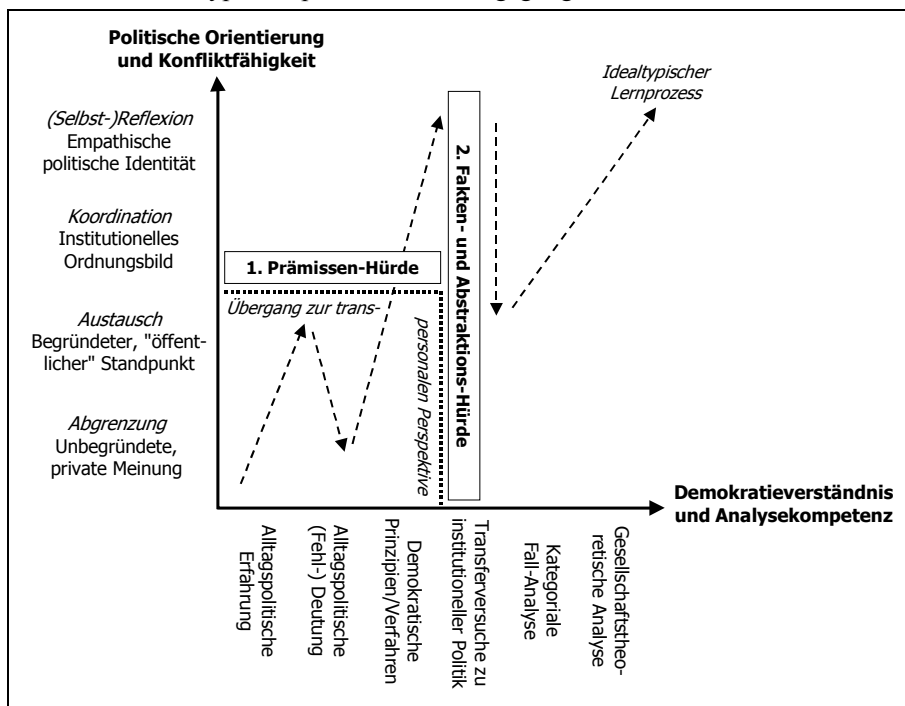 Politische Orientierung
und Konfliktfähigkeit
Idealtypischer
Lernprozess
(Selbst-)Reflexion
Empathische
politische Identität
Koordination
Institutionelles
Ordnungsbild
Austausch
Begründeter, "öffent-
licher" Standpunkt
Abgrenzung
Unbegründete,
private Meinung
1. Prämissen-Hürde
Übergang zur trans-
personalen Perspektive
2. Fakten- und Abstraktions-Hürde
Demokratieverständnis
und Analysekompetenz
Alltagspolitische
Erfahrung
Alltagspolitische
(Fehl-) Deutung
Demokratische
Prinzipien/Verfahren
Transferversuche zu
institutioneller Politik
Kategoriale
Fall-Analyse
Gesellschaftstheo-
retische Analyse